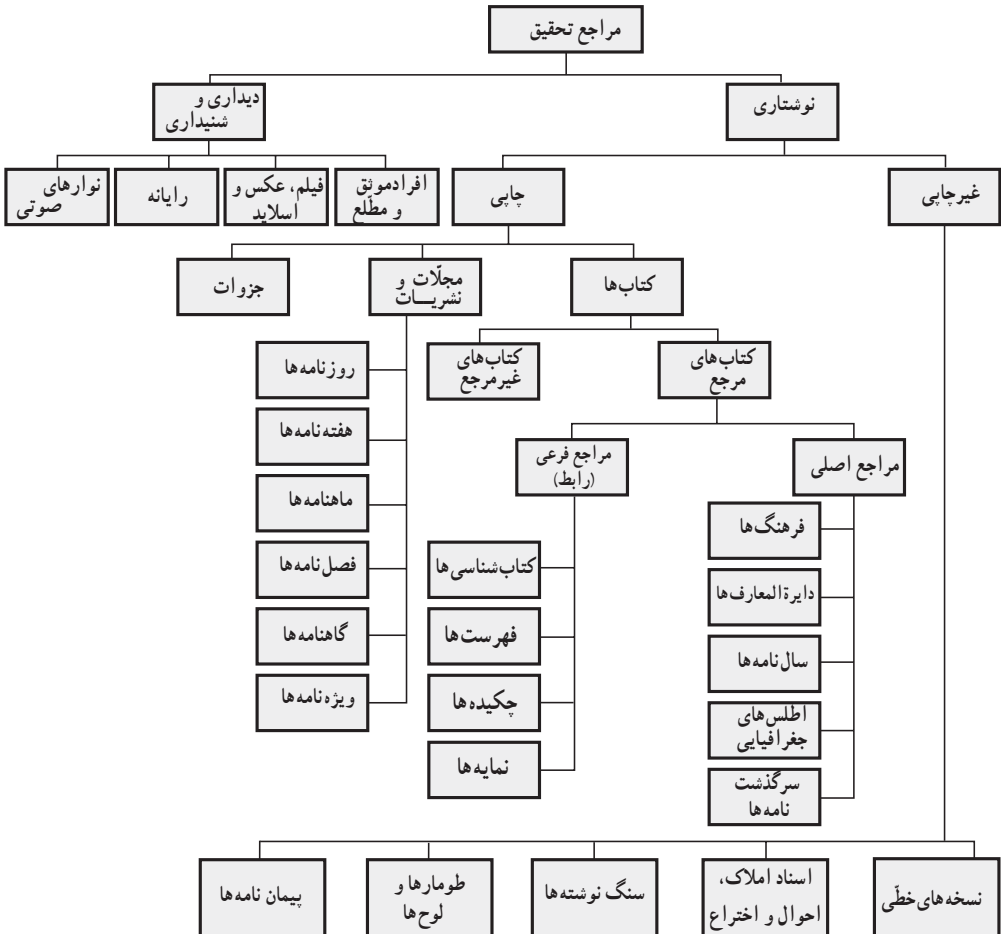 مراجع تحقیق
نوشتاری
دیداری و
شنیداری
غیرچاپی
چاپی
افراد موثق
و مطّلع
فیلم، عکس و
اسلاید
رایانه
نوارهای
صوتی
کتاب‌ها
مجلّات و
نشریــات
جزوات
کتاب‌های
مرجع
کتاب‌های
غیرمرجع
مراجع اصلی
مراجع فرعی
(رابط)
فرهنگ‌ها
دایرةالمعارف‌ها
سال‌نامه‌ها
اطلس‌های
جغرافیایی
سرگذشت
نامه‌ها
کتاب‌شناسی‌ها
فهرست‌ها
چکیده‌ها
نمایه‌ها
روزنامه‌ها
هفته‌نامه‌ها
ماهنامه‌ها
فصل‌نامه‌ها
گاهنامه‌ها
ویژه‌نامه‌ها
نسخه‌های خطّی
اسناد املاک،
احوال و اختراع
سنگ نوشته‌ها
طومارها و
لوح‌ها
پیمان نامه‌ها